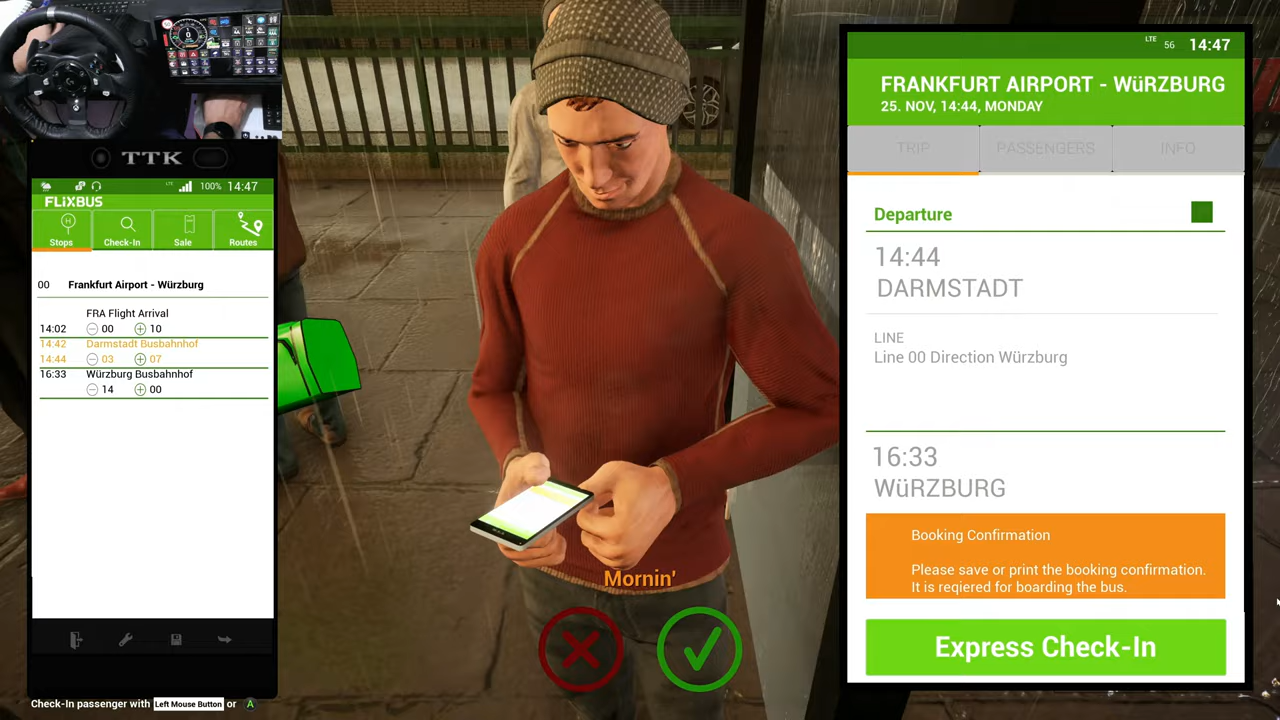 TTK
LTE 100% 14:47
FLiXBUS
H
Stops Check-In Sale Routes
00 Frankfurt Airport - Würzburg
FRA Flight Arrival
14:02 00 10
14:42 Darmstadt Busbahnhof
14:44 03 07
16:33 Würzburg Busbahnhof
14 00
Check-In passenger with Left Mouse Button or A
Mornin'
LTE 56 14:47
FRANKFURT AIRPORT - WüRZBURG
25. NOV, 14:44, MONDAY
TRIP PASSENGERS INFO
Departure
14:44
DARMSTADT
LINE
Line 00 Direction Würzburg
16:33
WüRZBURG
Booking Confirmation
Please save or print the booking confirmation.
It is reqiered for boarding the bus.
Express Check-In